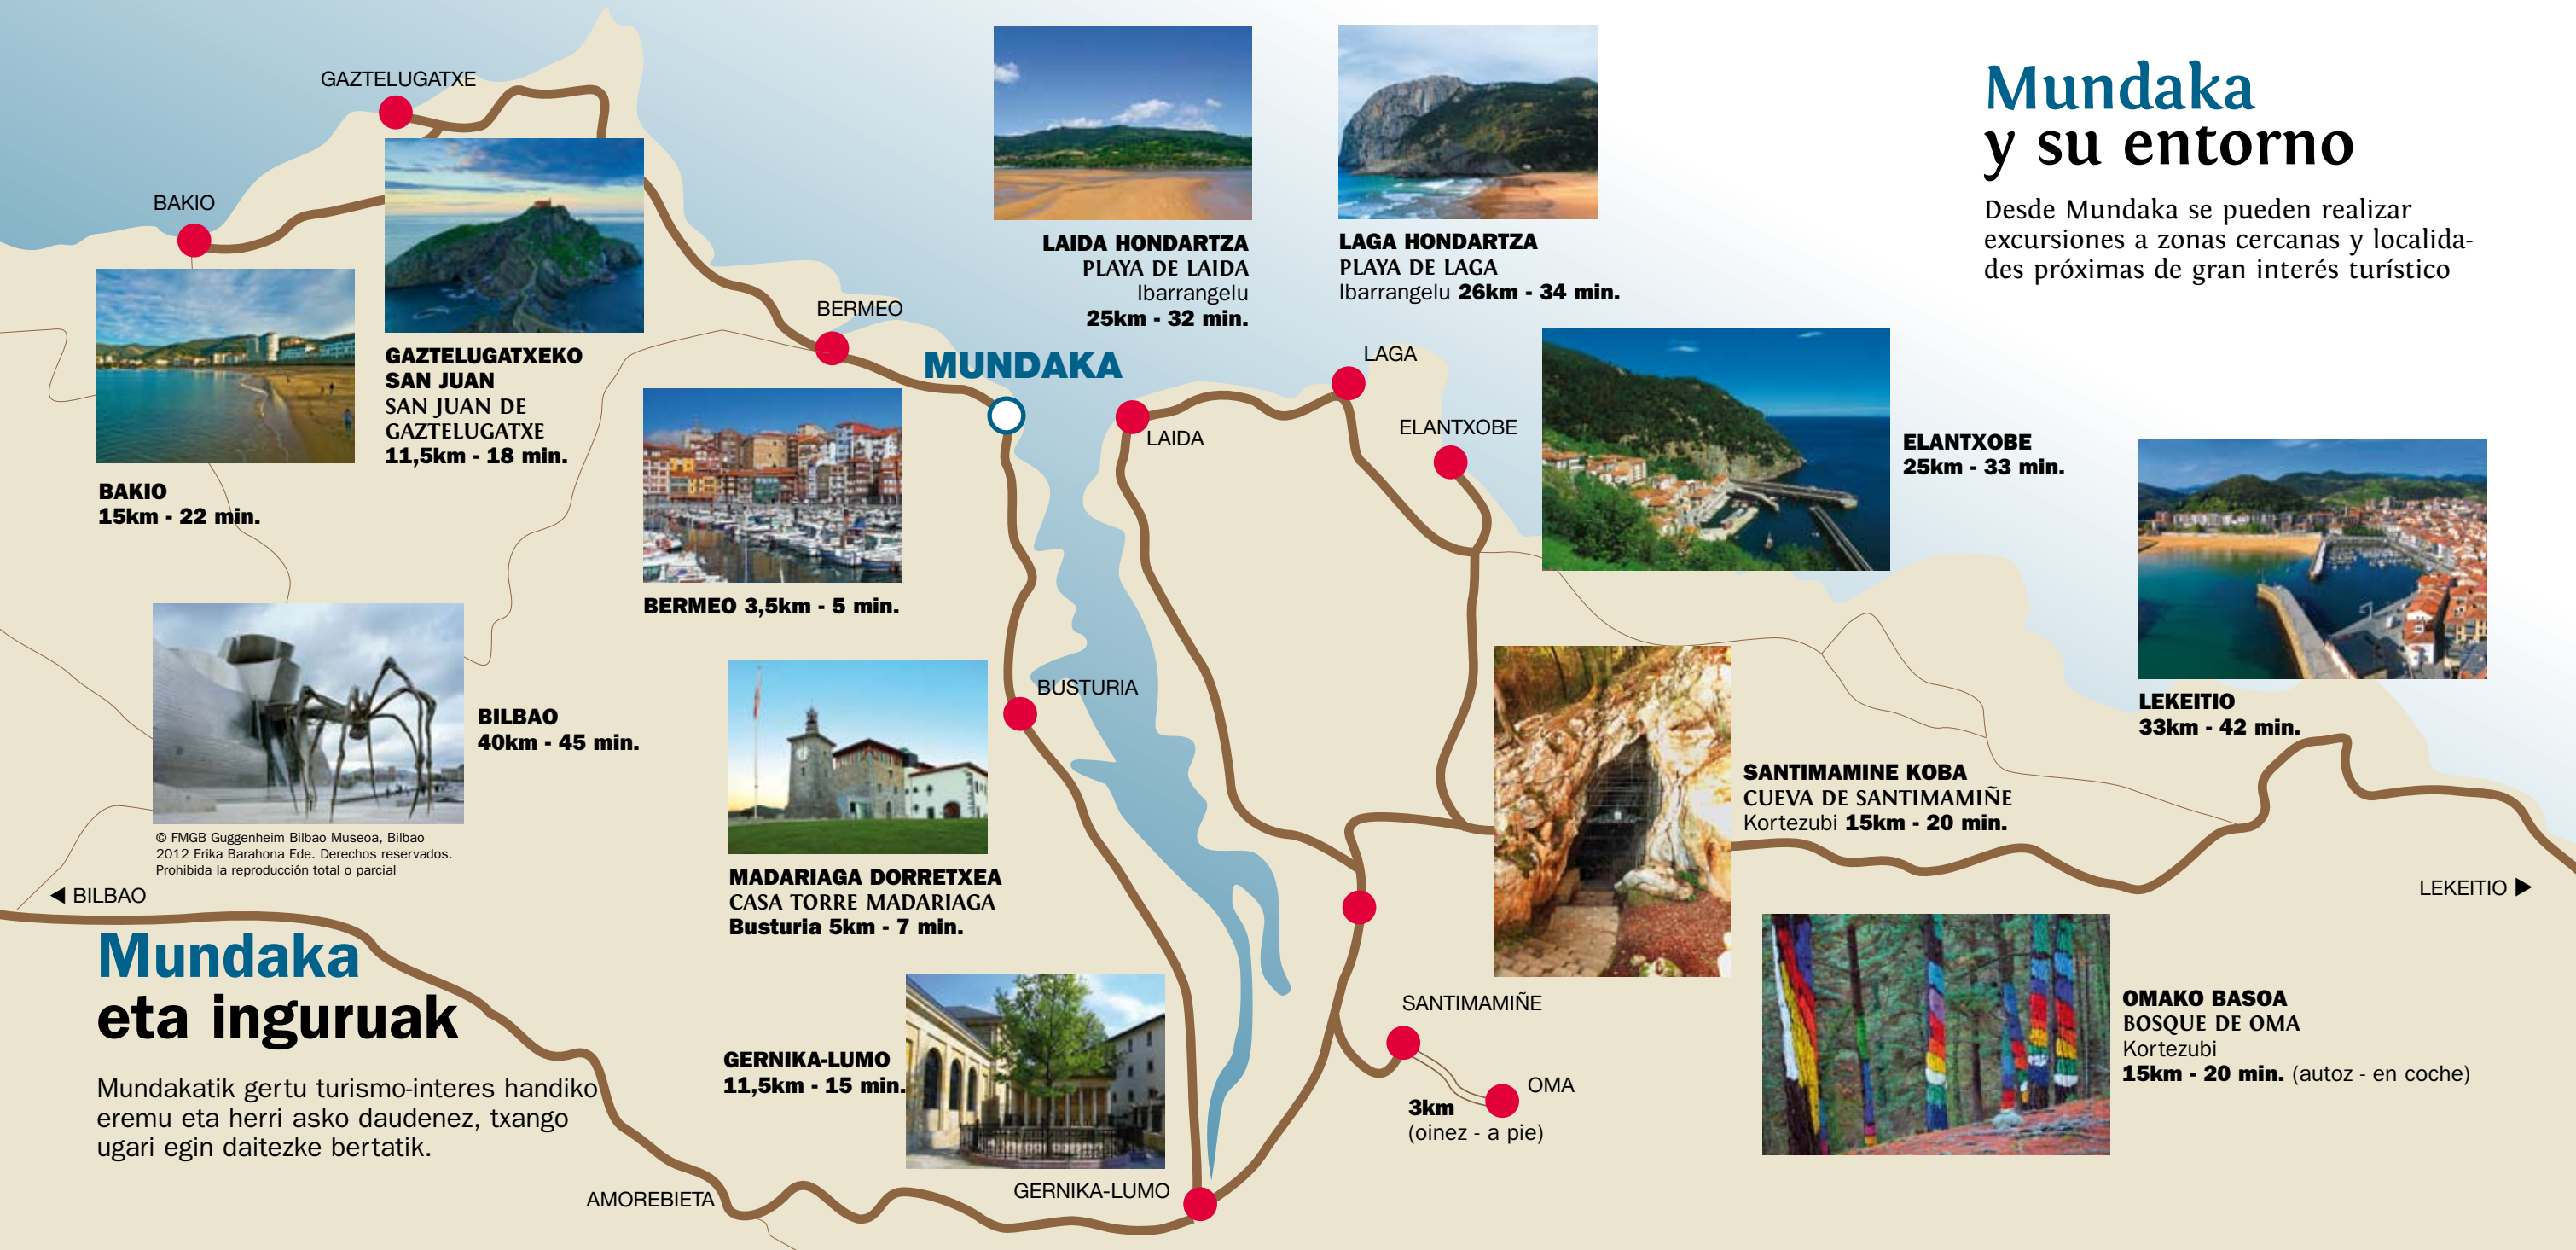 GAZTELUGATXE
BAKIO
BERMEO
MUNDAKA
LAIDA HONDARTZA
PLAYA DE LAIDA
Ibarrangelu
25km - 32 min.
LAGA HONDARTZA
PLAYA DE LAGA
Ibarrangelu 26km - 34 min.
Mundaka
y su entorno
Desde Mundaka se pueden realizar
excursiones a zonas cercanas y localida-
des próximas de gran interés turístico
GAZTELUGATXEKO
SAN JUAN
SAN JUAN DE
GAZTELUGATXE
11,5km - 18 min.
BAKIO
15km - 22 min.
BERMEO 3,5km - 5 min.
LAGA
LAIDA
ELANTXOBE
ELANTXOBE
25km - 33 min.
LEKEITIO
33km - 42 min.
BILBAO
40km - 45 min.
© FMGB Guggenheim Bilbao Museoa, Bilbao
2012 Erika Barahona Ede. Derechos reservados.
Prohibida la reproducción total o parcial
BUSTURIA
MADARIAGA DORRETXEA
CASA TORRE MADARIAGA
Busturia 5km - 7 min.
SANTIMAMINE KOBA
CUEVA DE SANTIMAMIÑE
Kortezubi 15km - 20 min.
◀ BILBAO
LEKEITIO ▶
Mundaka
eta inguruak
Mundakatik gertu turismo-interes handiko
eremu eta herri asko daudenez, txango
ugari egin daitezke bertatik.
GERNIKA-LUMO
11,5km - 15 min.
SANTIMAMIÑE
OMA
3km
(oinez - a pie)
OMAKO BASOA
BOSQUE DE OMA
Kortezubi
15km - 20 min. (autoz - en coche)
AMOREBIETA
GERNIKA-LUMO